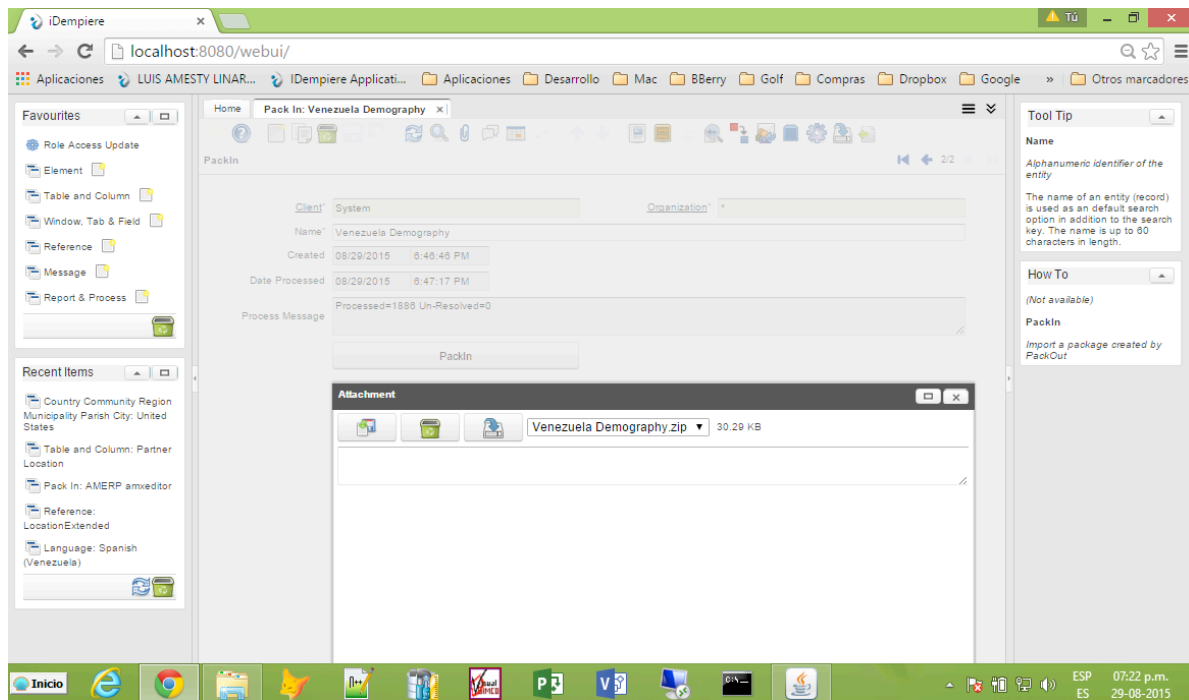 iDempiere
Tú
localhost:8080/webui/
Aplicaciones LUIS AMESTY LINAR... IDempiere Applicati... Aplicaciones Desarrollo Mac BBerry Golf Compras Dropbox Google » Otros marcadores
Favourites
Role Access Update
Element
Table and Column
Window, Tab & Field
Reference
Message
Report & Process
Recent Items
Country Community Region
Municipality Parish City: United
States
Table and Column: Partner
Location
Pack In: AMERP amxeditor
Reference:
LocationExtended
Language: Spanish
(Venezuela)
Home Pack In: Venezuela Demography
PackIn
2/2
Client* System Organization* *
Name* Venezuela Demography
Created 08/29/2015 6:46:46 PM
Date Processed 08/29/2015 6:47:17 PM
Process Message Processed=1886 Un-Resolved=0
PackIn
Attachment
Venezuela Demography.zip 30.29 KB
Tool Tip
Name
Alphanumeric identifier of the
entity
The name of an entity (record)
is used as an default search
option in addition to the search
key. The name is up to 60
characters in length.
How To
(Not available)
PackIn
Import a package created by
PackOut
Inicio
ESP 07:22 p.m.
ES 29-08-2015